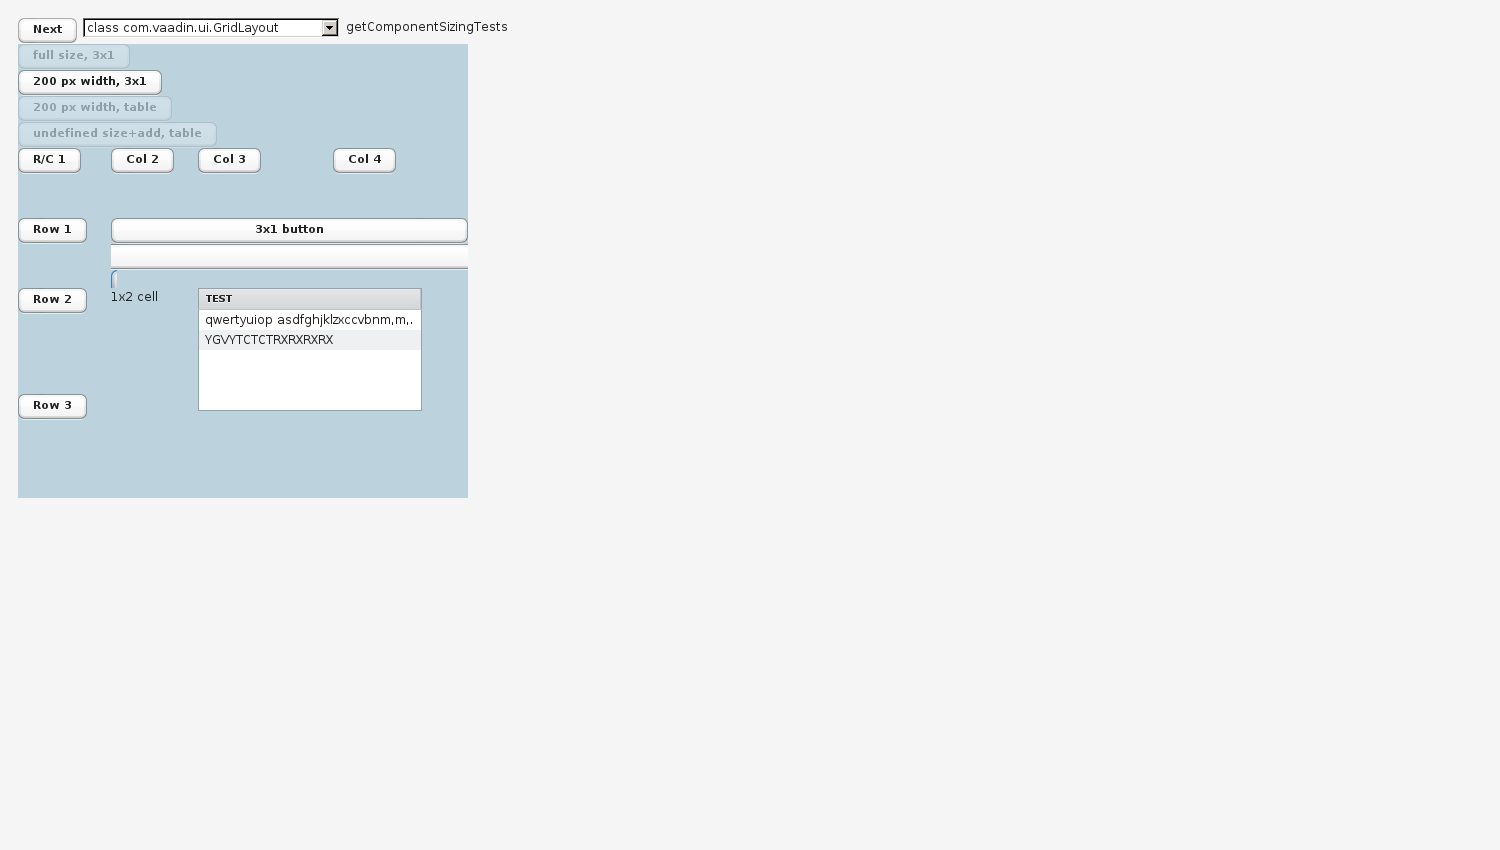 Next class com.vaadin.ui.GridLayout getComponentSizingTests
full size, 3x1
200 px width, 3x1
200 px width, table
undefined size+add, table
R/C 1 Col 2 Col 3 Col 4
Row 1 3x1 button
Row 2 1x2 cell TEST
qwertyuiop asdfghjklzxccvbnm,m,.
YGVYTCTCTRXRXRXRX
Row 3